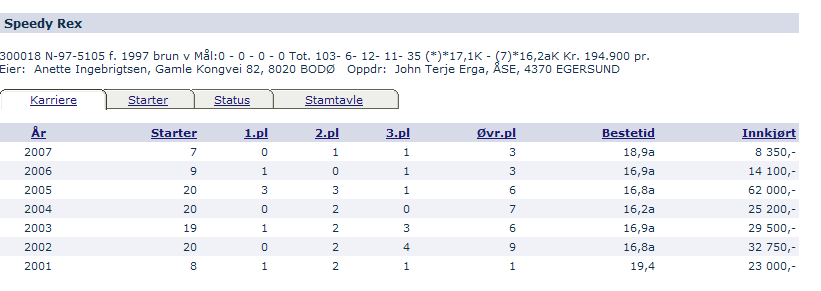 Speedy Rex
300018 N-97-5105 f. 1997 brun v Mål:0 - 0 - 0 - 0 Tot. 103- 6- 12- 11- 35 (*)*17,1K - (7)*16,2aK Kr. 194.900 pr.
Eier: Anette Ingebrigtsen, Gamle Kongvei 82, 8020 BODØ Oppdr: John Terje Erga, ÅSE, 4370 EGERSUND
Karriere Starter Status Stamtavle
År Starter 1.pl 2.pl 3.pl Øvr.pl Bestetid Innkjørt
2007 7 0 1 1 3 18,9a 8 350,-
2006 9 1 0 1 3 16,9a 14 100,-
2005 20 3 3 1 6 16,8a 62 000,-
2004 20 0 2 0 7 16,2a 25 200,-
2003 19 1 2 3 6 16,9a 29 500,-
2002 20 0 2 4 9 16,8a 32 750,-
2001 8 1 2 1 1 19,4 23 000,-